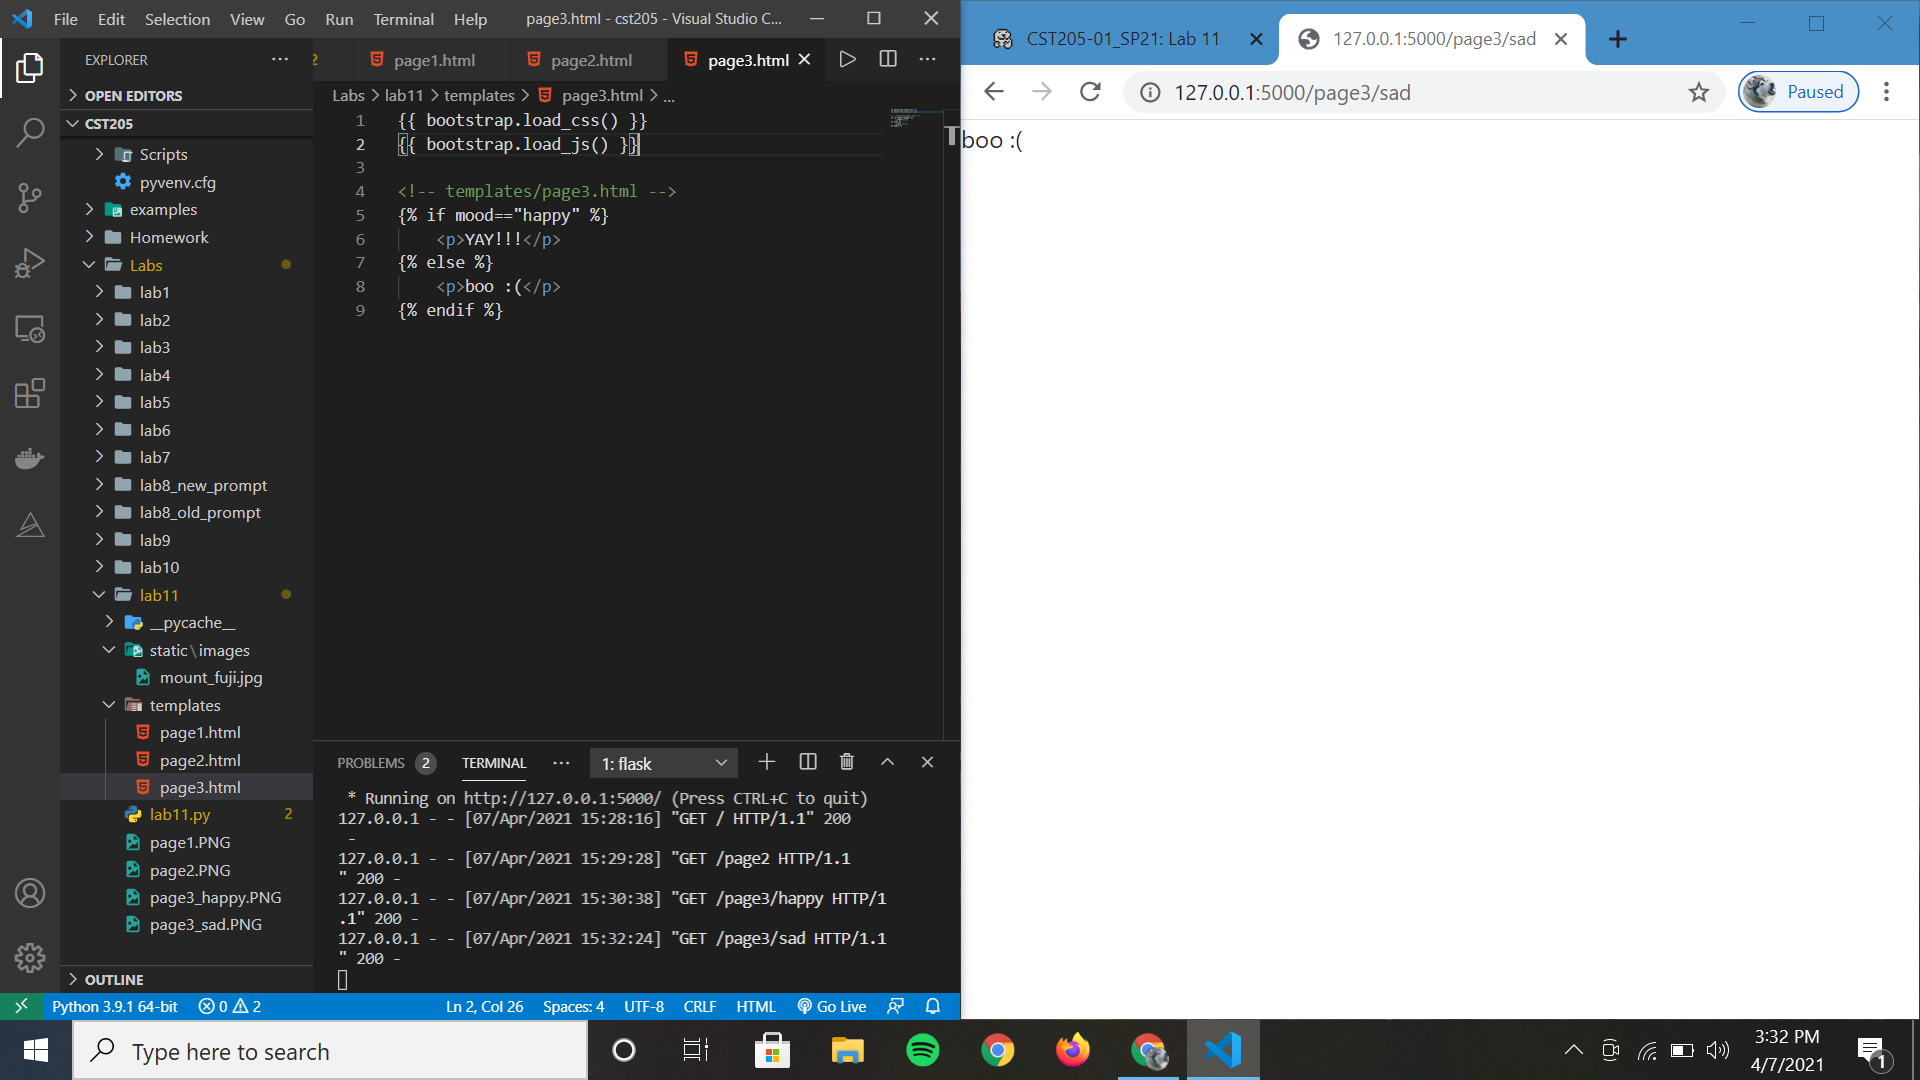 File Edit Selection View Go Run Terminal Help page3.html - cst205 - Visual Studio C...
EXPLORER
OPEN EDITORS
CST205
Scripts
pyvenv.cfg
examples
Homework
Labs
lab1
lab2
lab3
lab4
lab5
lab6
lab7
lab8_new_prompt
lab8_old_prompt
lab9
lab10
lab11
__pycache__
static\images
mount_fuji.jpg
templates
page1.html
page2.html
page3.html
lab11.py 2
page1.PNG
page2.PNG
page3_happy.PNG
page3_sad.PNG
OUTLINE
2 page1.html page2.html page3.html
Labs > lab11 > templates > page3.html > ...
1 {{ bootstrap.load_css() }}
2 {{ bootstrap.load_js() }}
3
4 <!-- templates/page3.html -->
5 {% if mood=="happy" %}
6 <p>YAY!!!</p>
7 {% else %}
8 <p>boo :(</p>
9 {% endif %}
PROBLEMS 2 TERMINAL ... 1: flask
* Running on http://127.0.0.1:5000/ (Press CTRL+C to quit)
127.0.0.1 - - [07/Apr/2021 15:28:16] "GET / HTTP/1.1" 200
-
127.0.0.1 - - [07/Apr/2021 15:29:28] "GET /page2 HTTP/1.1
" 200 -
127.0.0.1 - - [07/Apr/2021 15:30:38] "GET /page3/happy HTTP/1
.1" 200 -
127.0.0.1 - - [07/Apr/2021 15:32:24] "GET /page3/sad HTTP/1.1
" 200 -
Python 3.9.1 64-bit 0 2 Ln 2, Col 26 Spaces: 4 UTF-8 CRLF HTML Go Live
CST205-01_SP21: Lab 11 127.0.0.1:5000/page3/sad
127.0.0.1:5000/page3/sad Paused
boo :(
Type here to search
3:32 PM
4/7/2021
1